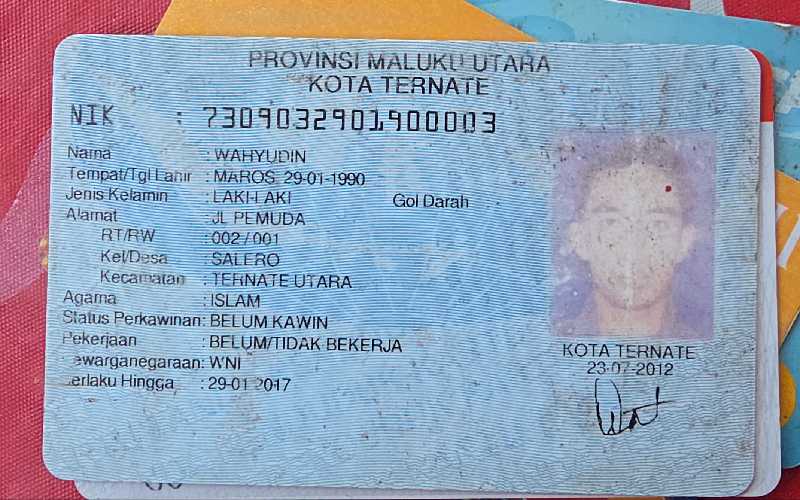 PROVINSI MALUKU UTARA
KOTA TERNATE
NIK : 7309032901900003
Nama : WAHYUDIN
Tempat/Tgl Lahir : MAROS, 29-01-1990
Jenis Kelamin : LAKI-LAKI Gol Darah :
Alamat : JL PEMUDA
RT/RW : 002 / 001
Kel/Desa : SALERO
Kecamatan : TERNATE UTARA
Agama : ISLAM
Status Perkawinan: BELUM KAWIN
Pekerjaan : BELUM/TIDAK BEKERJA
Kewarganegaraan: WNI
Berlaku Hingga : 29-01-2017
KOTA TERNATE
23-07-2012